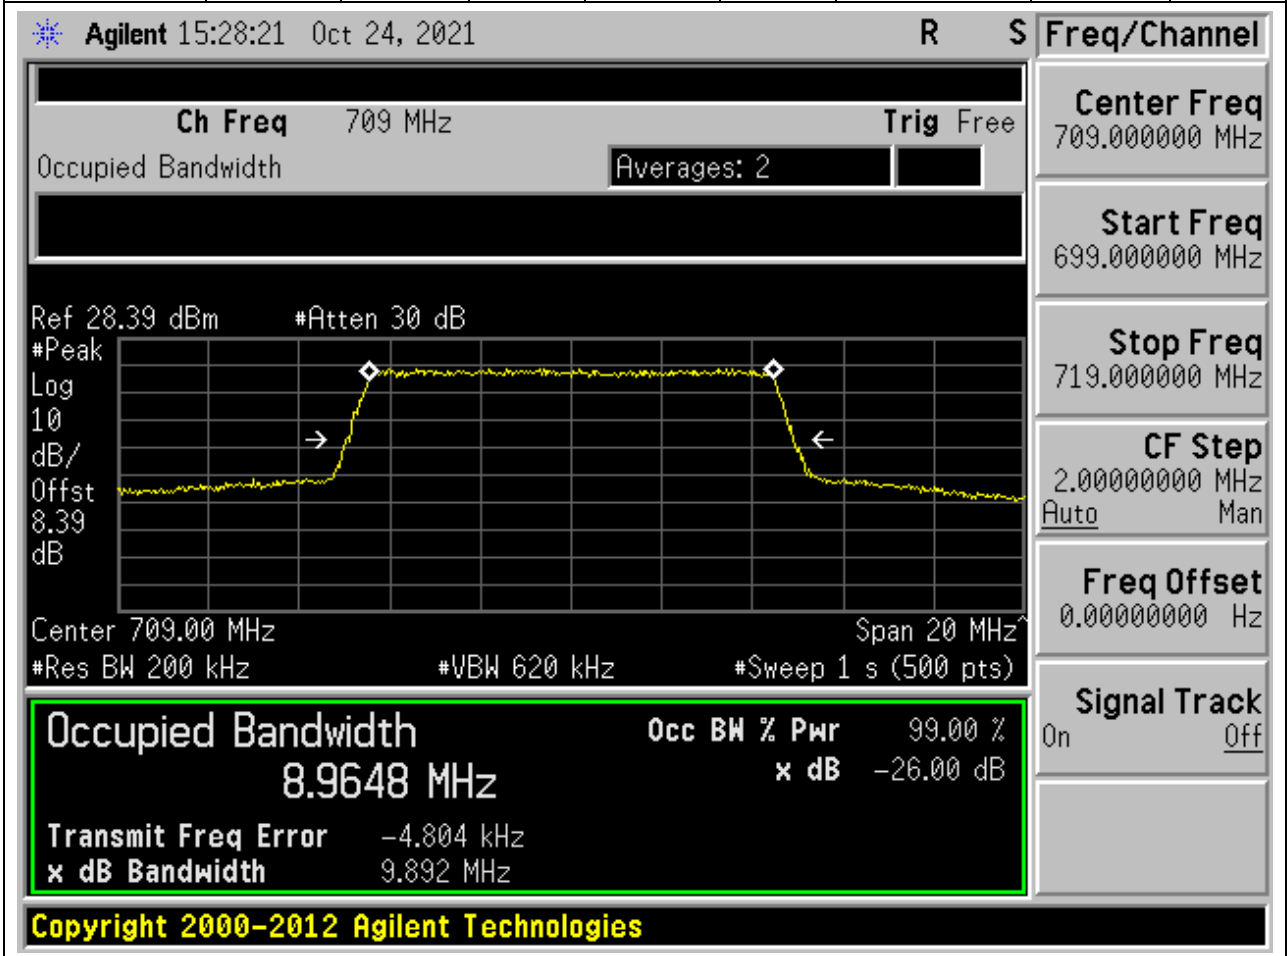 Agilent 15:28:21 Oct 24, 2021 R S
Freq/Channel
Ch Freq 709 MHz Trig Free
Occupied Bandwidth Averages: 2
Ref 28.39 dBm #Atten 30 dB
#Peak
Log
10
dB/
Offst
8.39
dB
Center 709.00 MHz Span 20 MHz^
#Res BW 200 kHz #VBW 620 kHz #Sweep 1 s (500 pts)
Occupied Bandwidth Occ BW % Pwr 99.00 %
8.9648 MHz x dB -26.00 dB
Transmit Freq Error -4.804 kHz
x dB Bandwidth 9.892 MHz
Center Freq
709.000000 MHz
Start Freq
699.000000 MHz
Stop Freq
719.000000 MHz
CF Step
2.00000000 MHz
Auto Man
Freq Offset
0.00000000 Hz
Signal Track
On Off
Copyright 2000-2012 Agilent Technologies